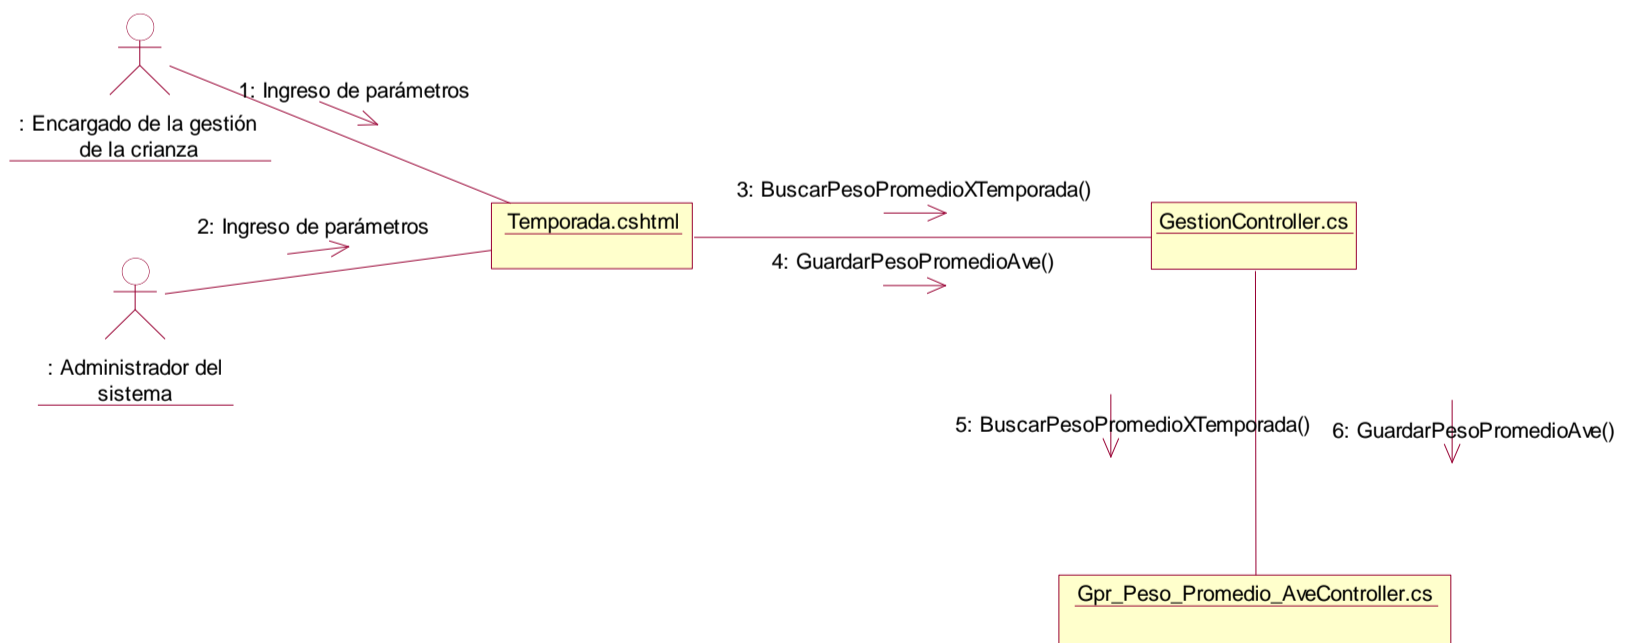 1: Ingreso de parámetros
: Encargado de la gestión
de la crianza
2: Ingreso de parámetros
: Administrador del
sistema
Temporada.cshtml
3: BuscarPesoPromedioXTemporada()
4: GuardarPesoPromedioAve()
GestionController.cs
5: BuscarPesoPromedioXTemporada()
6: GuardarPesoPromedioAve()
Gpr_Peso_Promedio_AveController.cs